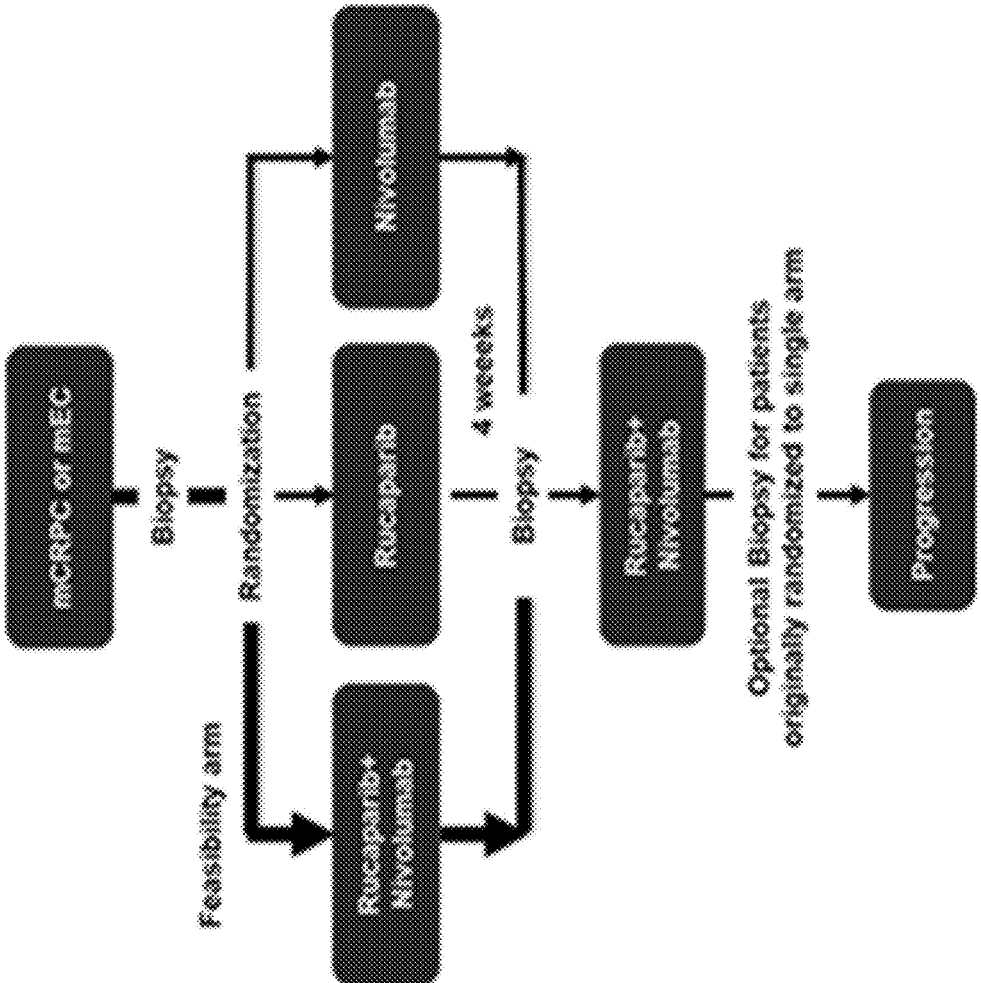 mCRPC or mEC
Biopsy
Feasibility arm
Randomization
Rucaparib+
Nivolumab
Rucaparib
Nivolumab
4 weeeks
Biopsy
Rucaparib+
Nivolumab
Optional Biopsy for patients
originally randomized to single arm
Progression